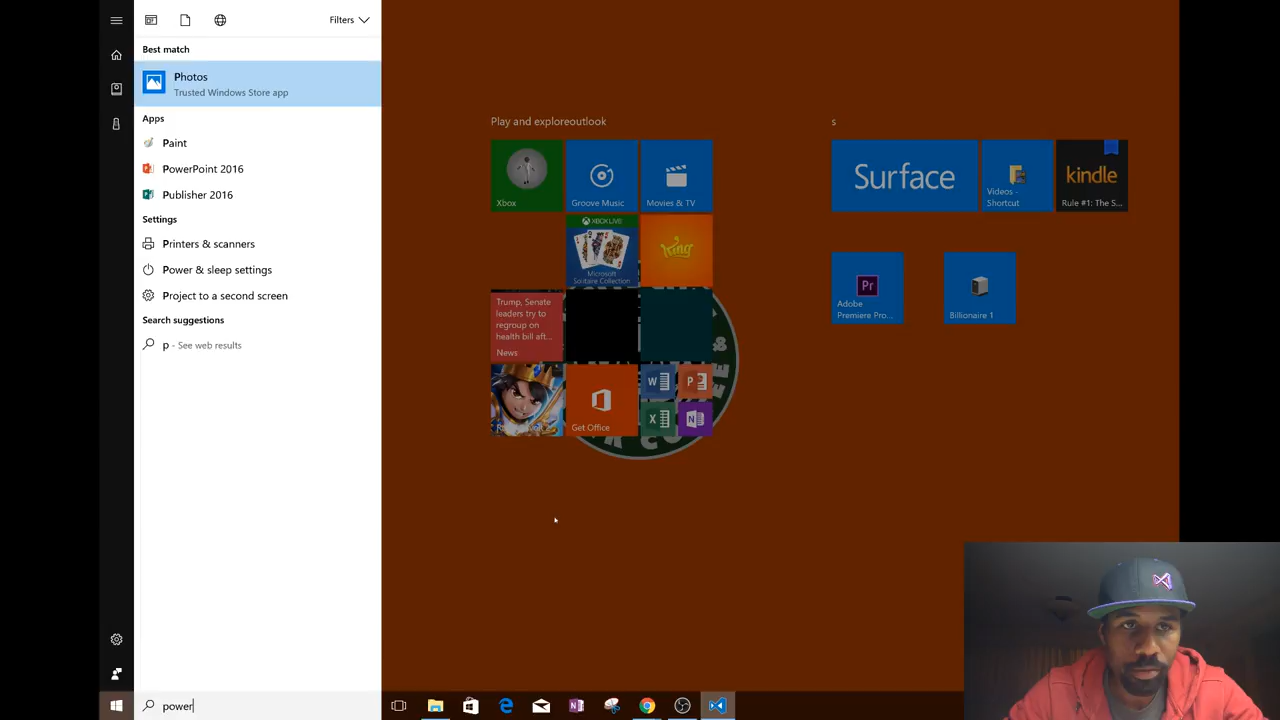 Filters
Best match
Photos
Trusted Windows Store app
Apps
Paint
PowerPoint 2016
Publisher 2016
Settings
Printers & scanners
Power & sleep settings
Project to a second screen
Search suggestions
p - See web results
power
Play and exploreoutlook
Xbox
Groove Music
Movies & TV
XBOX LIVE
Microsoft
Solitaire Collection
King
Trump, Senate
leaders try to
regroup on
health bill aft...
News
Get Office
s
Surface
Videos -
Shortcut
kindle
Rule #1: The S...
Pr
Adobe
Premiere Pro...
Billionaire 1